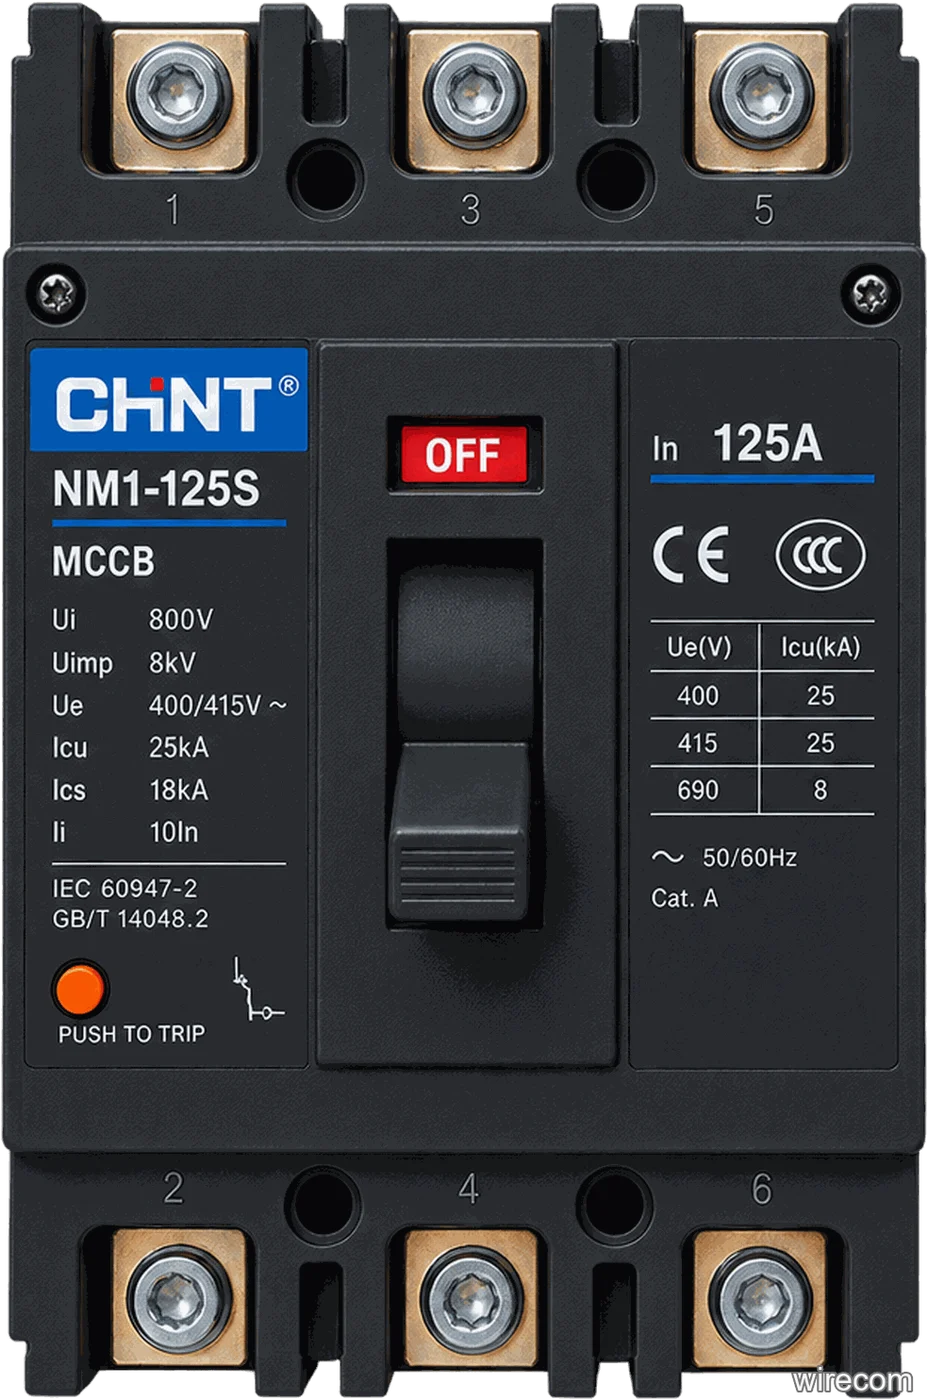 1 3 5
CHINT®
NM1-125S
MCCB
Ui 800V
Uimp 8kV
Ue 400/415V ~
Icu 25kA
Ics 18kA
Ii 10In
IEC 60947-2
GB/T 14048.2
PUSH TO TRIP
OFF
In 125A
CE CCC
Ue(V) Icu(kA)
400 25
415 25
690 8
~ 50/60Hz
Cat. A
2 4 6
wirecom